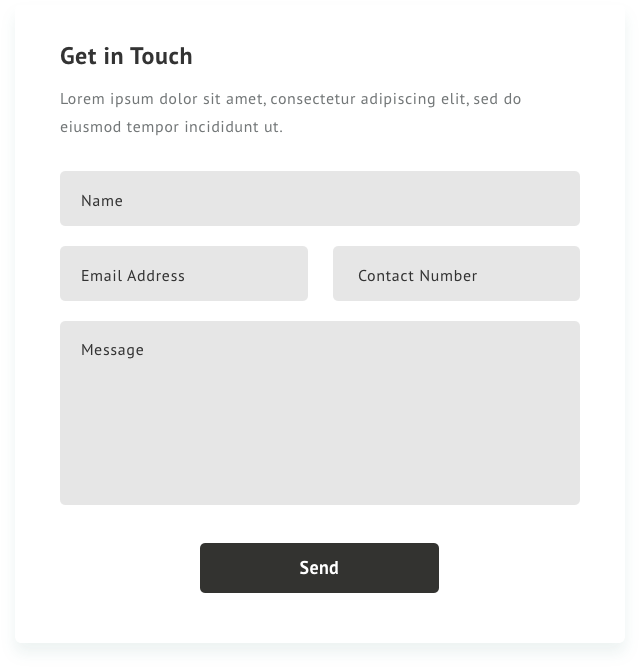 Get in Touch
Lorem ipsum dolor sit amet, consectetur adipiscing elit, sed do
eiusmod tempor incididunt ut.
Name
Email Address
Contact Number
Message
Send